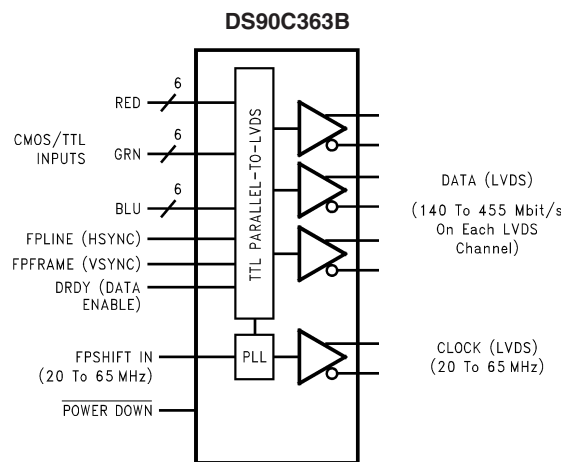 DS90C363B
6
RED
CMOS/TTL
INPUTS
6
GRN
6
BLU
FPLINE (HSYNC)
FPFRAME (VSYNC)
DRDY (DATA
ENABLE)
FPSHIFT IN
(20 To 65 MHz)
POWER DOWN
TTL PARALLEL-TO-LVDS
PLL
DATA (LVDS)
(140 To 455 Mbit/s
On Each LVDS
Channel)
CLOCK (LVDS)
(20 To 65 MHz)